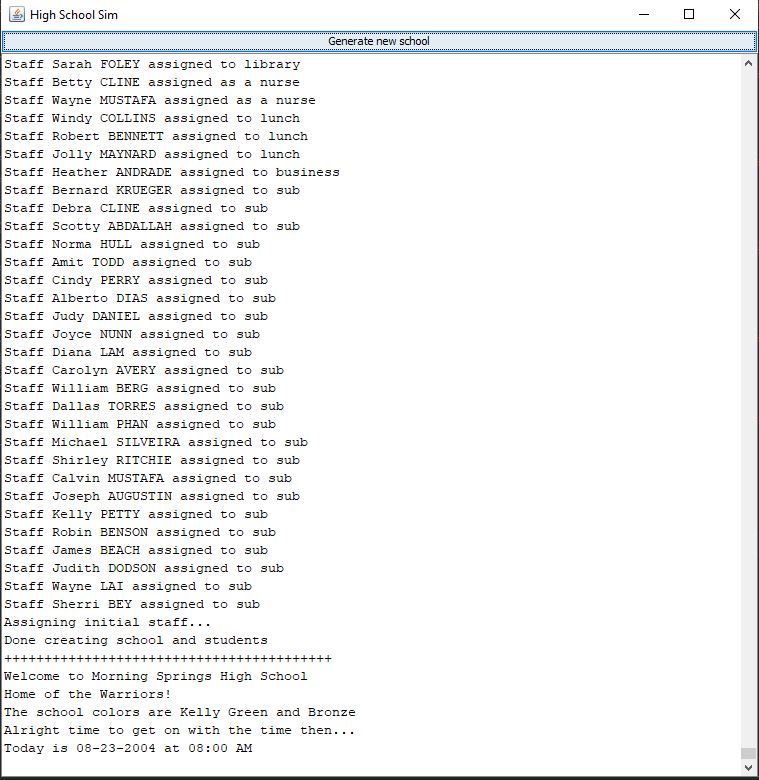 High School Sim
Generate new school
Staff Sarah FOLEY assigned to library
Staff Betty CLINE assigned as a nurse
Staff Wayne MUSTAFA assigned as a nurse
Staff Windy COLLINS assigned to lunch
Staff Robert BENNETT assigned to lunch
Staff Jolly MAYNARD assigned to lunch
Staff Heather ANDRADE assigned to business
Staff Bernard KRUEGER assigned to sub
Staff Debra CLINE assigned to sub
Staff Scotty ABDALLAH assigned to sub
Staff Norma HULL assigned to sub
Staff Amit TODD assigned to sub
Staff Cindy PERRY assigned to sub
Staff Alberto DIAS assigned to sub
Staff Judy DANIEL assigned to sub
Staff Joyce NUNN assigned to sub
Staff Diana LAM assigned to sub
Staff Carolyn AVERY assigned to sub
Staff William BERG assigned to sub
Staff Dallas TORRES assigned to sub
Staff William PHAN assigned to sub
Staff Michael SILVEIRA assigned to sub
Staff Shirley RITCHIE assigned to sub
Staff Calvin MUSTAFA assigned to sub
Staff Joseph AUGUSTIN assigned to sub
Staff Kelly PETTY assigned to sub
Staff Robin BENSON assigned to sub
Staff James BEACH assigned to sub
Staff Judith DODSON assigned to sub
Staff Wayne LAI assigned to sub
Staff Sherri BEY assigned to sub
Assigning initial staff...
Done creating school and students
+++++++++++++++++++++++++++++++++++++++++
Welcome to Morning Springs High School
Home of the Warriors!
The school colors are Kelly Green and Bronze
Alright time to get on with the time then...
Today is 08-23-2004 at 08:00 AM